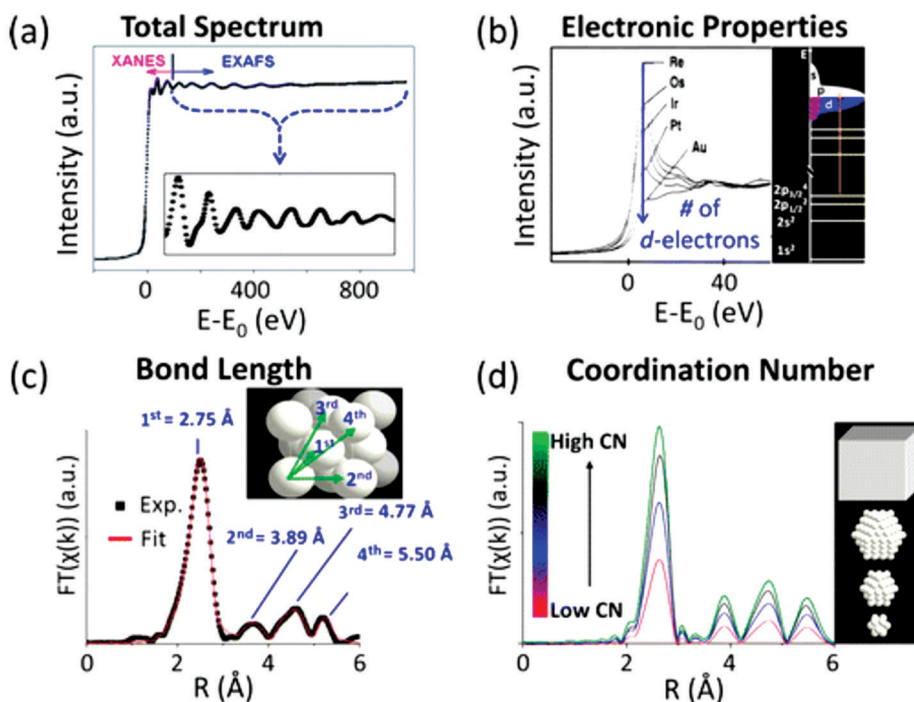 (a) Total Spectrum
XANES EXAFS
Intensity (a.u.)
0 400 800
E-E₀ (eV)
(b) Electronic Properties
Re
Os
Ir
Pt
Au
# of
d-electrons
Intensity (a.u.)
0 40
E-E₀ (eV)
E
s
p
d
2p₃/₂⁴
2p₁/₂²
2s²
1s²
(c) Bond Length
1ˢᵗ = 2.75 Å
3ʳᵈ
4ᵗʰ
1ˢᵗ
2ⁿᵈ
Exp.
Fit
2ⁿᵈ = 3.89 Å
3ʳᵈ = 4.77 Å
4ᵗʰ = 5.50 Å
FT(χ(k)) (a.u.)
0 2 4 6
R (Å)
(d) Coordination Number
High CN
Low CN
FT(χ(k)) (a.u.)
0 2 4 6
R (Å)